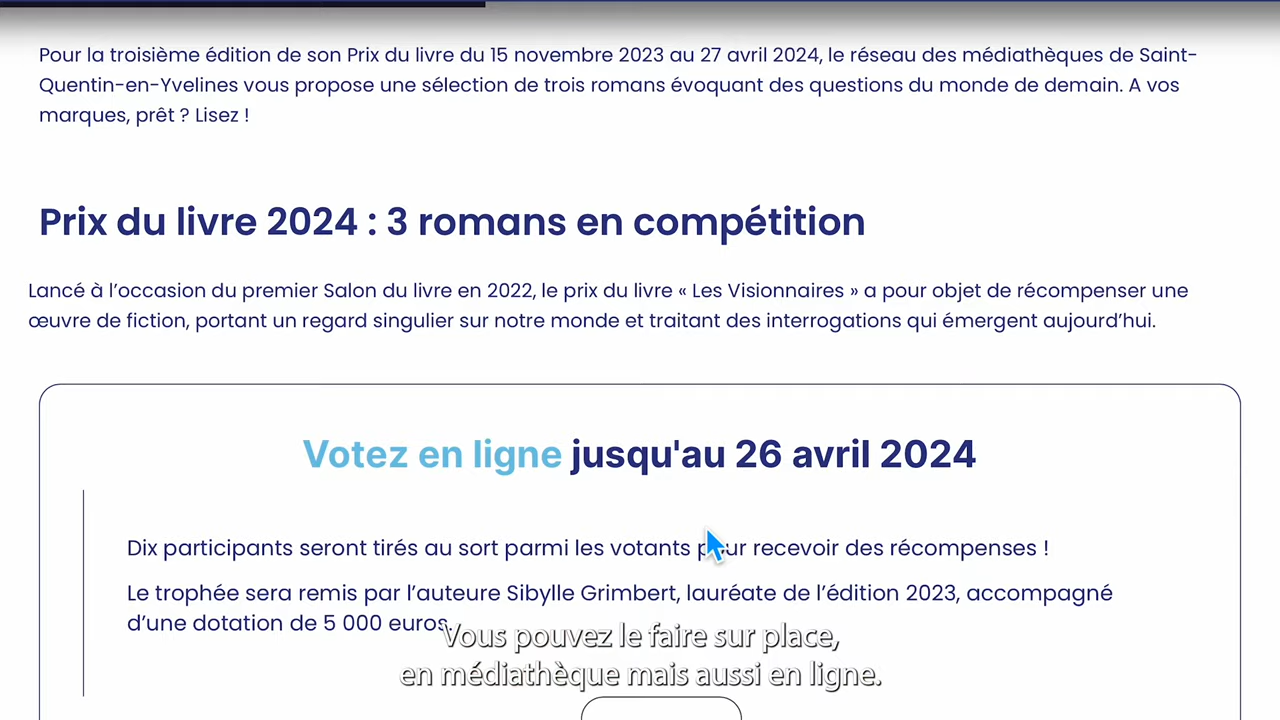 Pour la troisième édition de son Prix du livre du 15 novembre 2023 au 27 avril 2024, le réseau des médiathèques de Saint-
Quentin-en-Yvelines vous propose une sélection de trois romans évoquant des questions du monde de demain. A vos
marques, prêt ? Lisez !
Prix du livre 2024 : 3 romans en compétition
Lancé à l’occasion du premier Salon du livre en 2022, le prix du livre « Les Visionnaires » a pour objet de récompenser une
œuvre de fiction, portant un regard singulier sur notre monde et traitant des interrogations qui émergent aujourd’hui.
Votez en ligne jusqu'au 26 avril 2024
Dix participants seront tirés au sort parmi les votants pour recevoir des récompenses !
Le trophée sera remis par l’auteure Sibylle Grimbert, lauréate de l’édition 2023, accompagné
d’une dotation de 5 000 euros.
Vous pouvez le faire sur place,
en médiathèque mais aussi en ligne.